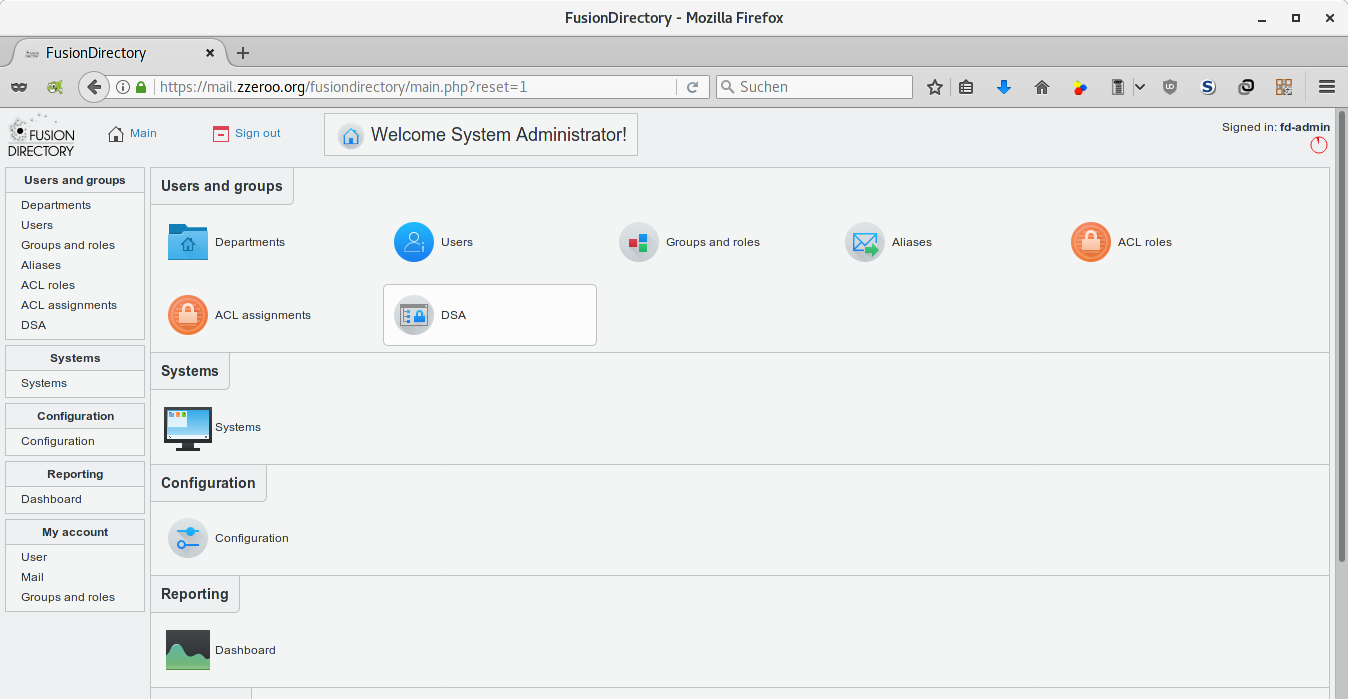 FusionDirectory - Mozilla Firefox
FusionDirectory
https://mail.zzeroo.org/fusiondirectory/main.php?reset=1
Suchen
FUSION
DIRECTORY
Main
Sign out
Welcome System Administrator!
Signed in: fd-admin
Users and groups
Departments
Users
Groups and roles
Aliases
ACL roles
ACL assignments
DSA
Systems
Systems
Configuration
Configuration
Reporting
Dashboard
My account
User
Mail
Groups and roles
Users and groups
Departments
Users
Groups and roles
Aliases
ACL roles
ACL assignments
DSA
Systems
Systems
Configuration
Configuration
Reporting
Dashboard